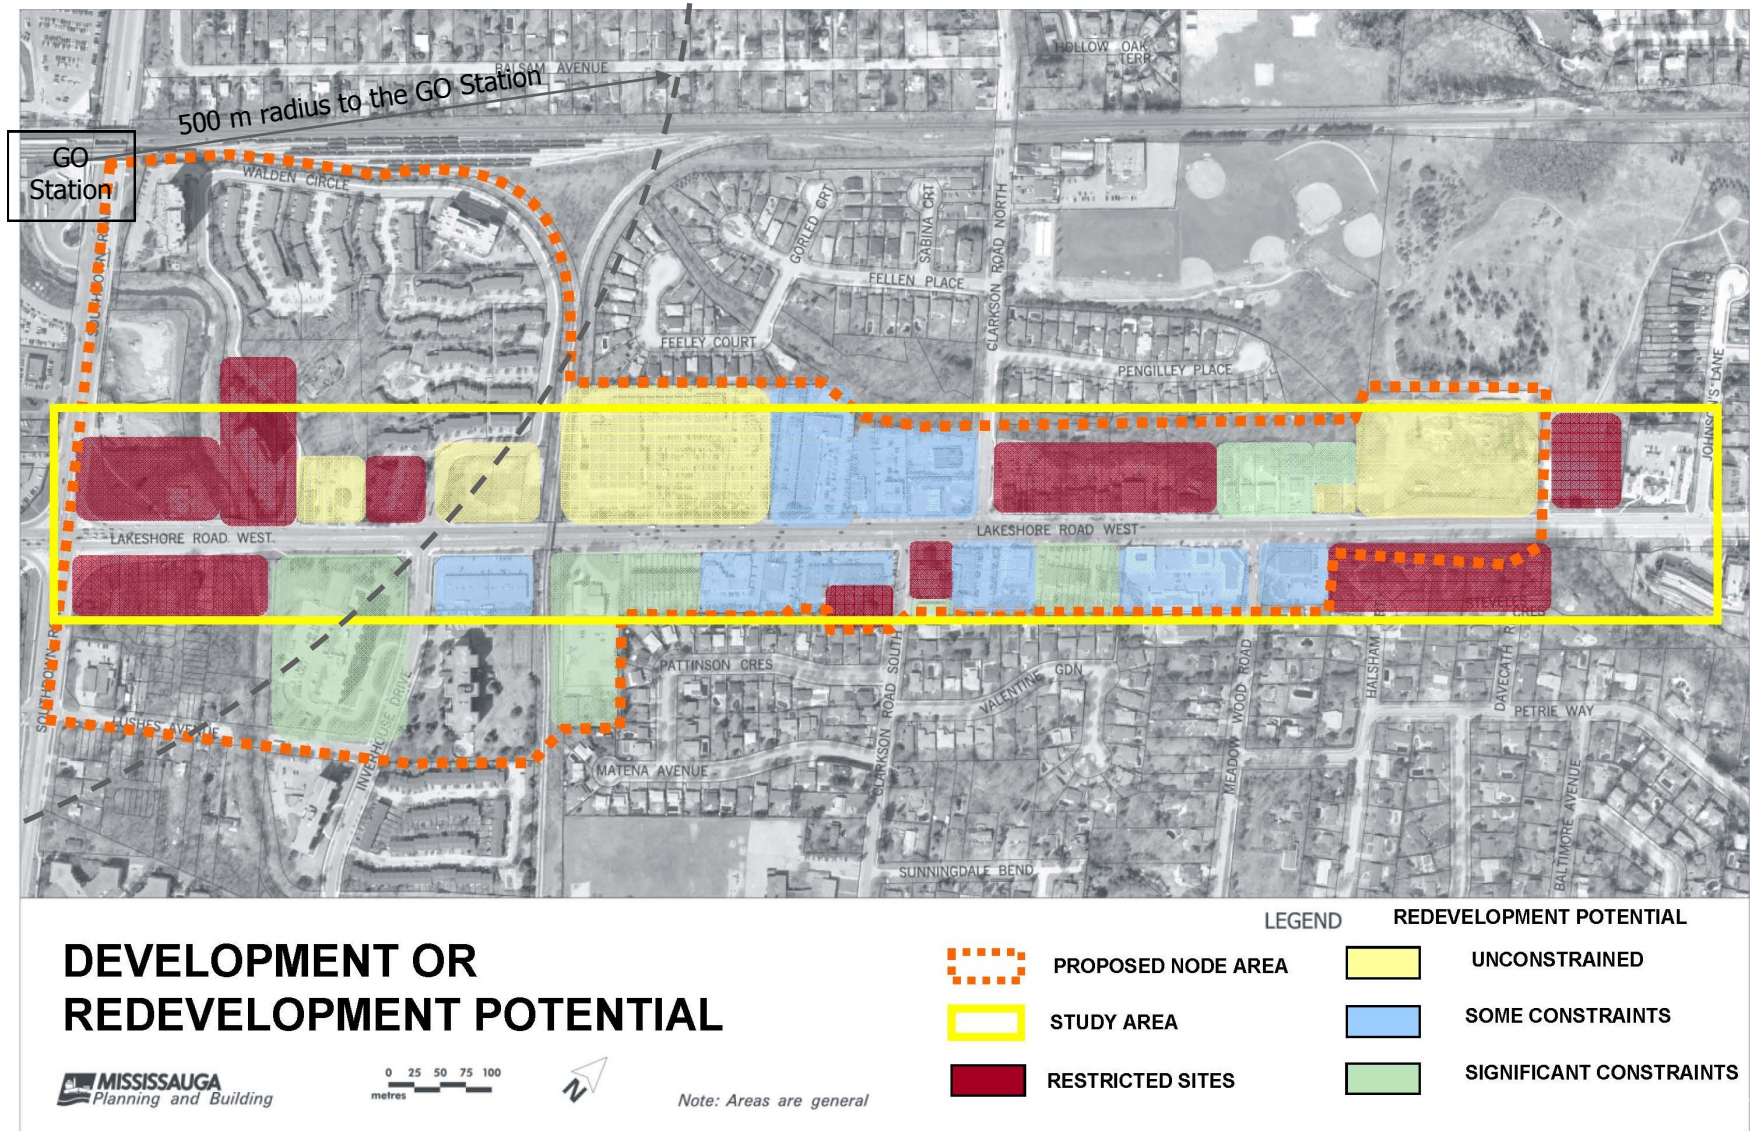 BALSAM AVENUE
HOLLOW OAK
TERR
500 m radius to the GO Station
GO
Station
WALDEN CIRCLE
GORLED CRT
SABINA CRT
CLARKSON ROAD NORTH
FELLEN PLACE
FEELEY COURT
PENGILLEY PLACE
JOHNSON'S LANE
LAKESHORE ROAD WEST
LAKESHORE ROAD WEST
PATTINSON CRES
VALENTINE GDN
CLARKSON ROAD SOUTH
MEADOW WOOD ROAD
PETRIE WAY
LUSHES AVENUE
INVERHOUSE DRIVE
MATENA AVENUE
BALTIMORE AVENUE
SUNNINGDALE BEND
DEVELOPMENT OR
REDEVELOPMENT POTENTIAL
LEGEND
REDEVELOPMENT POTENTIAL
PROPOSED NODE AREA
UNCONSTRAINED
STUDY AREA
SOME CONSTRAINTS
RESTRICTED SITES
SIGNIFICANT CONSTRAINTS
MISSISSAUGA
Planning and Building
0 25 50 75 100
metres
N
Note: Areas are general